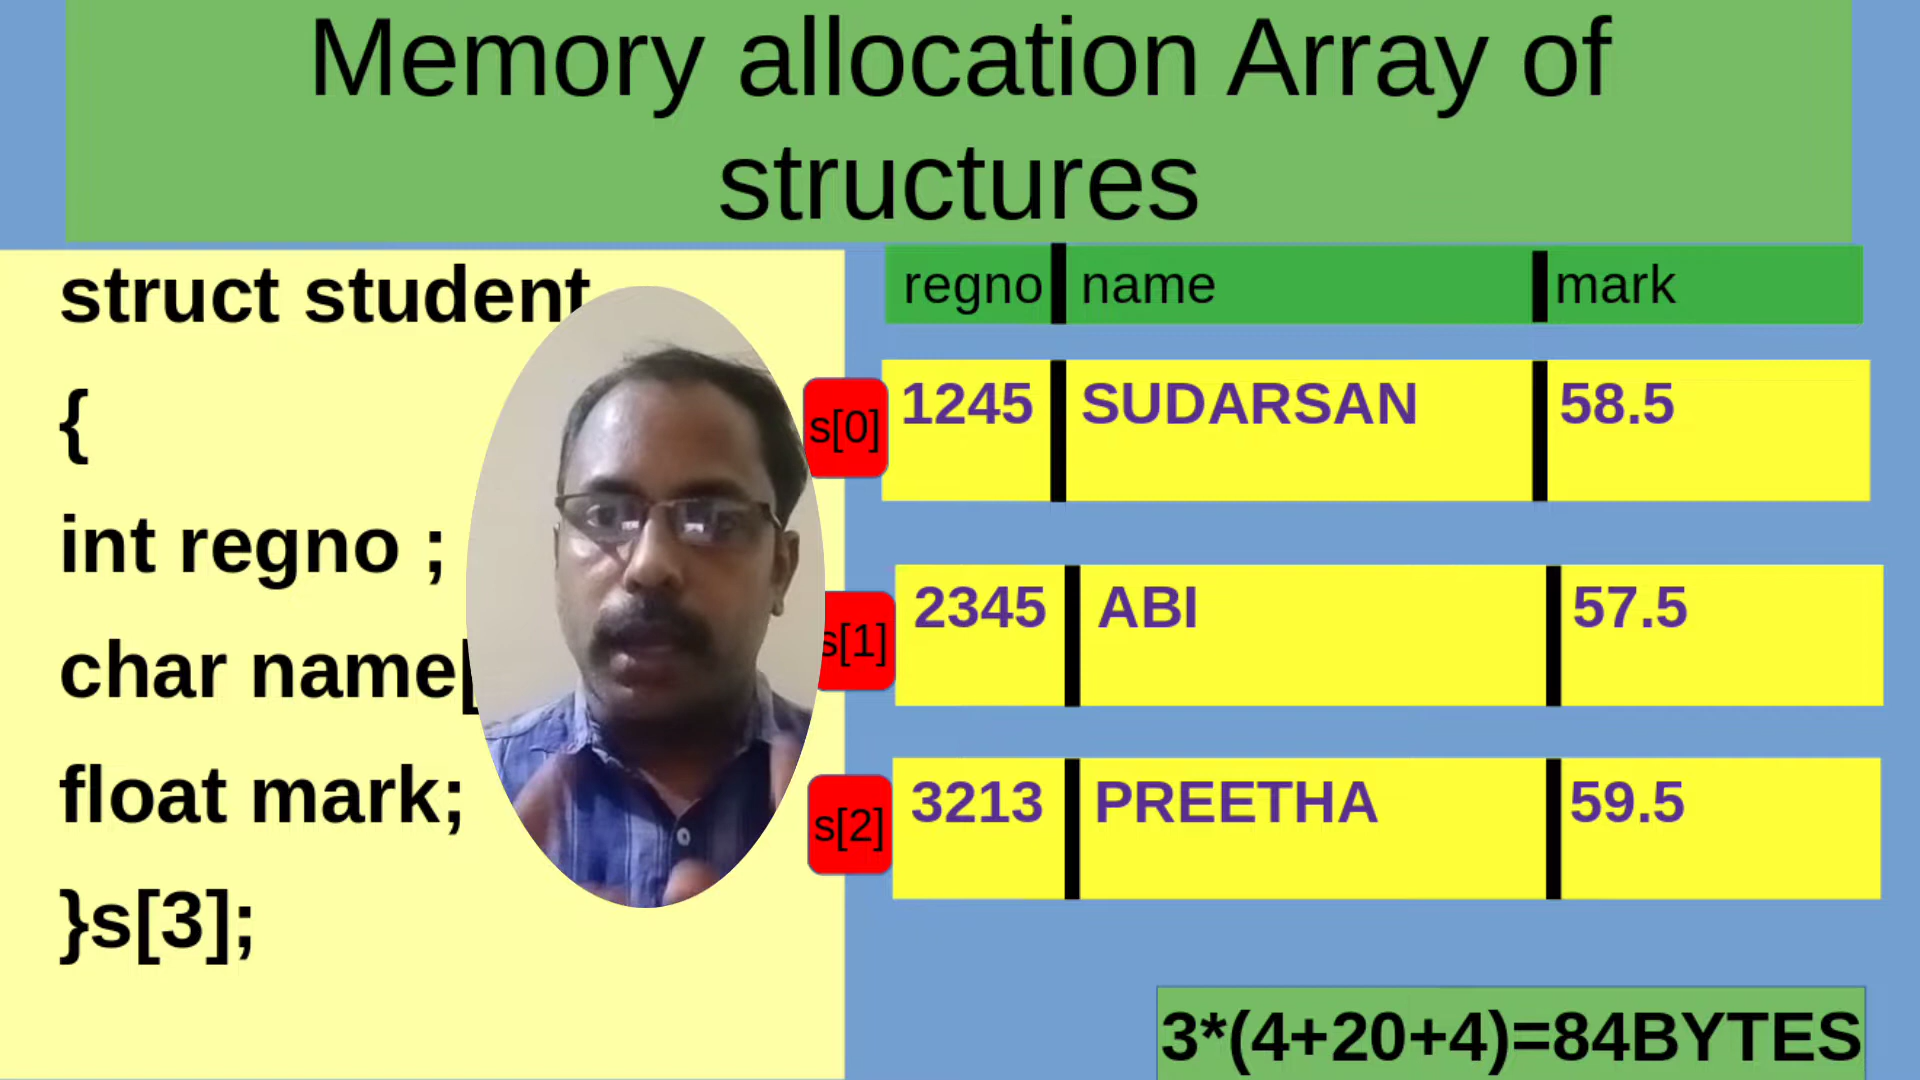 Memory allocation Array of
structures
struct student
{
int regno ;
char name[
float mark;
}s[3];
regno name mark
s[0] 1245 SUDARSAN 58.5
s[1] 2345 ABI 57.5
s[2] 3213 PREETHA 59.5
3*(4+20+4)=84BYTES